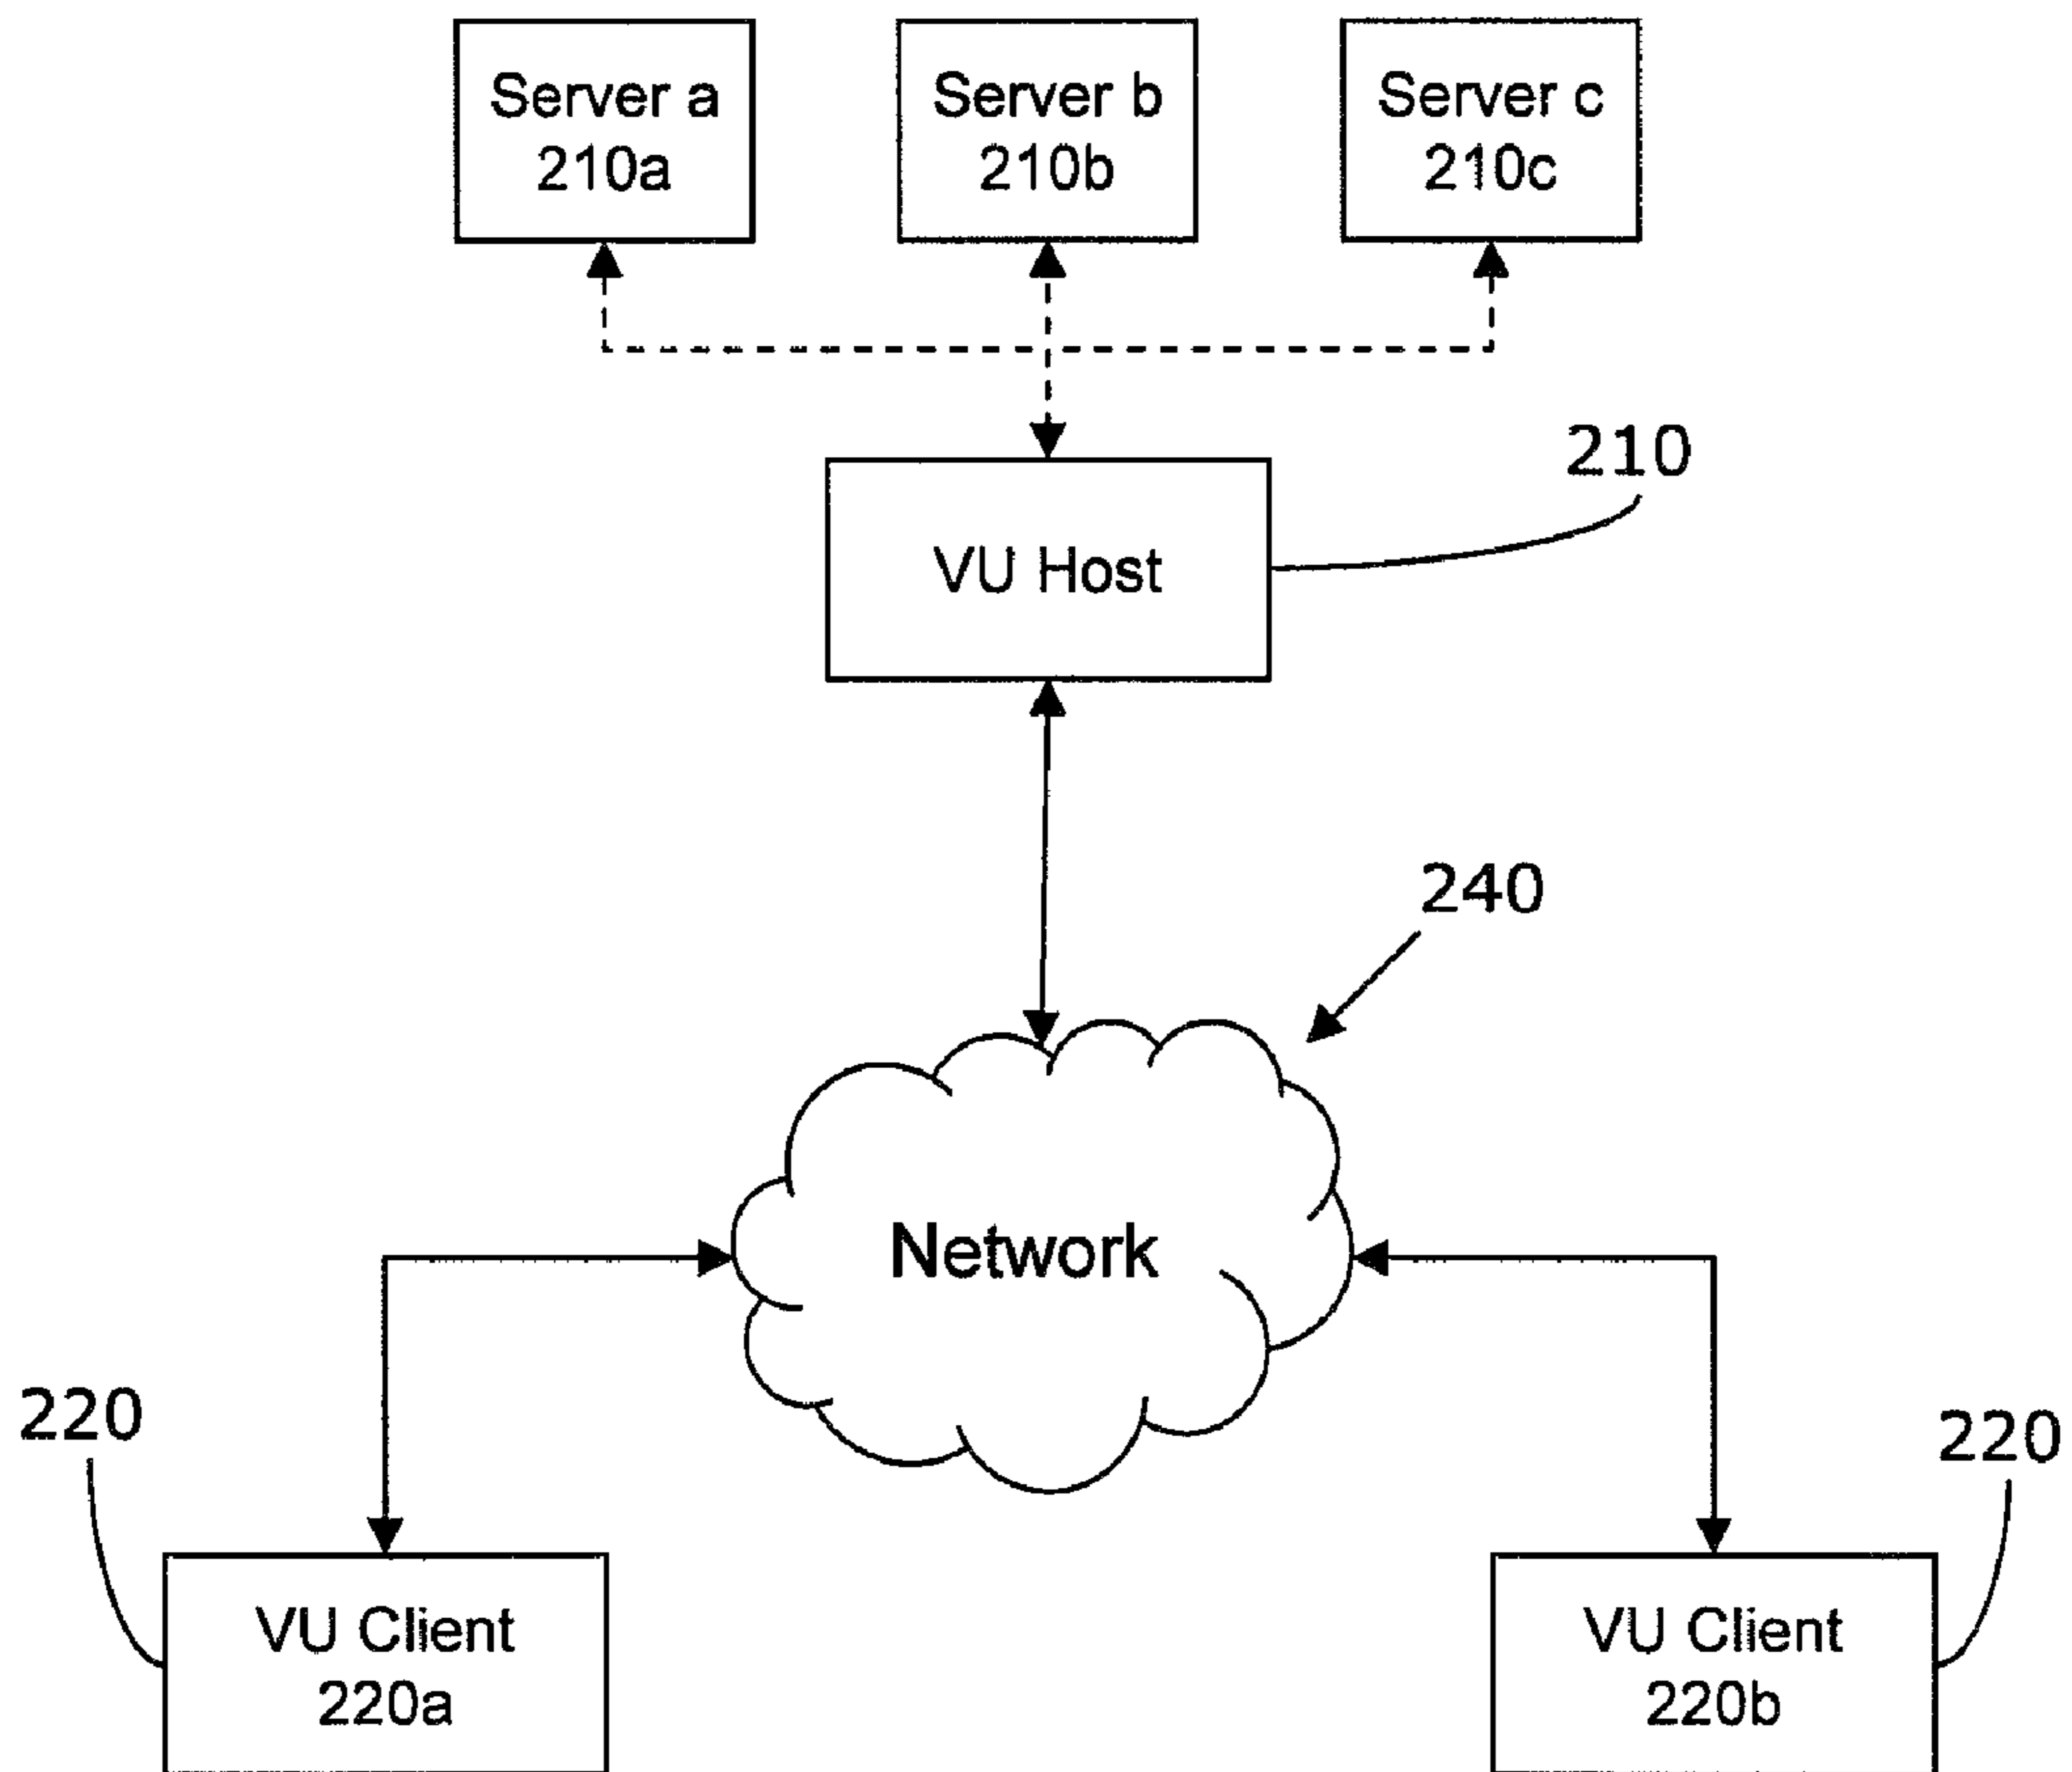 Server a
210a
Server b
210b
Server c
210c
210
VU Host
240
Network
220
220
VU Client
220a
VU Client
220b